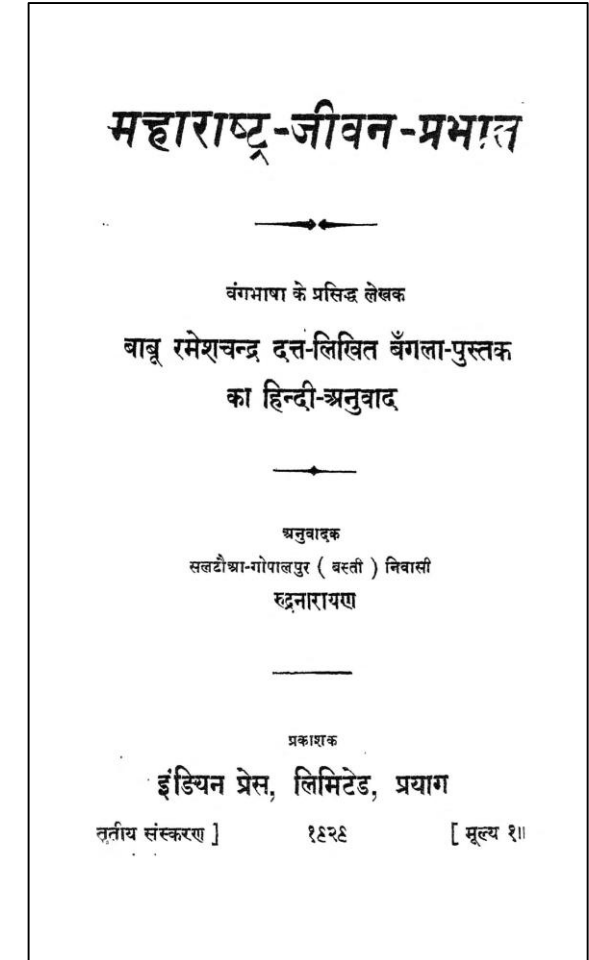 महाराष्ट्र-जीवन-प्रभात
वंगभाषा के प्रसिद्ध लेखक
बाबू रमेशचन्द्र दत्त-लिखित बँगला-पुस्तक
का हिन्दी-अनुवाद
अनुवादक
सलटौआ-गोपालपुर ( बस्ती ) निवासी
रुद्रनारायण
प्रकाशक
इंडियन प्रेस, लिमिटेड, प्रयाग
तृतीय संस्करण ] १९२९ [ मूल्य १॥